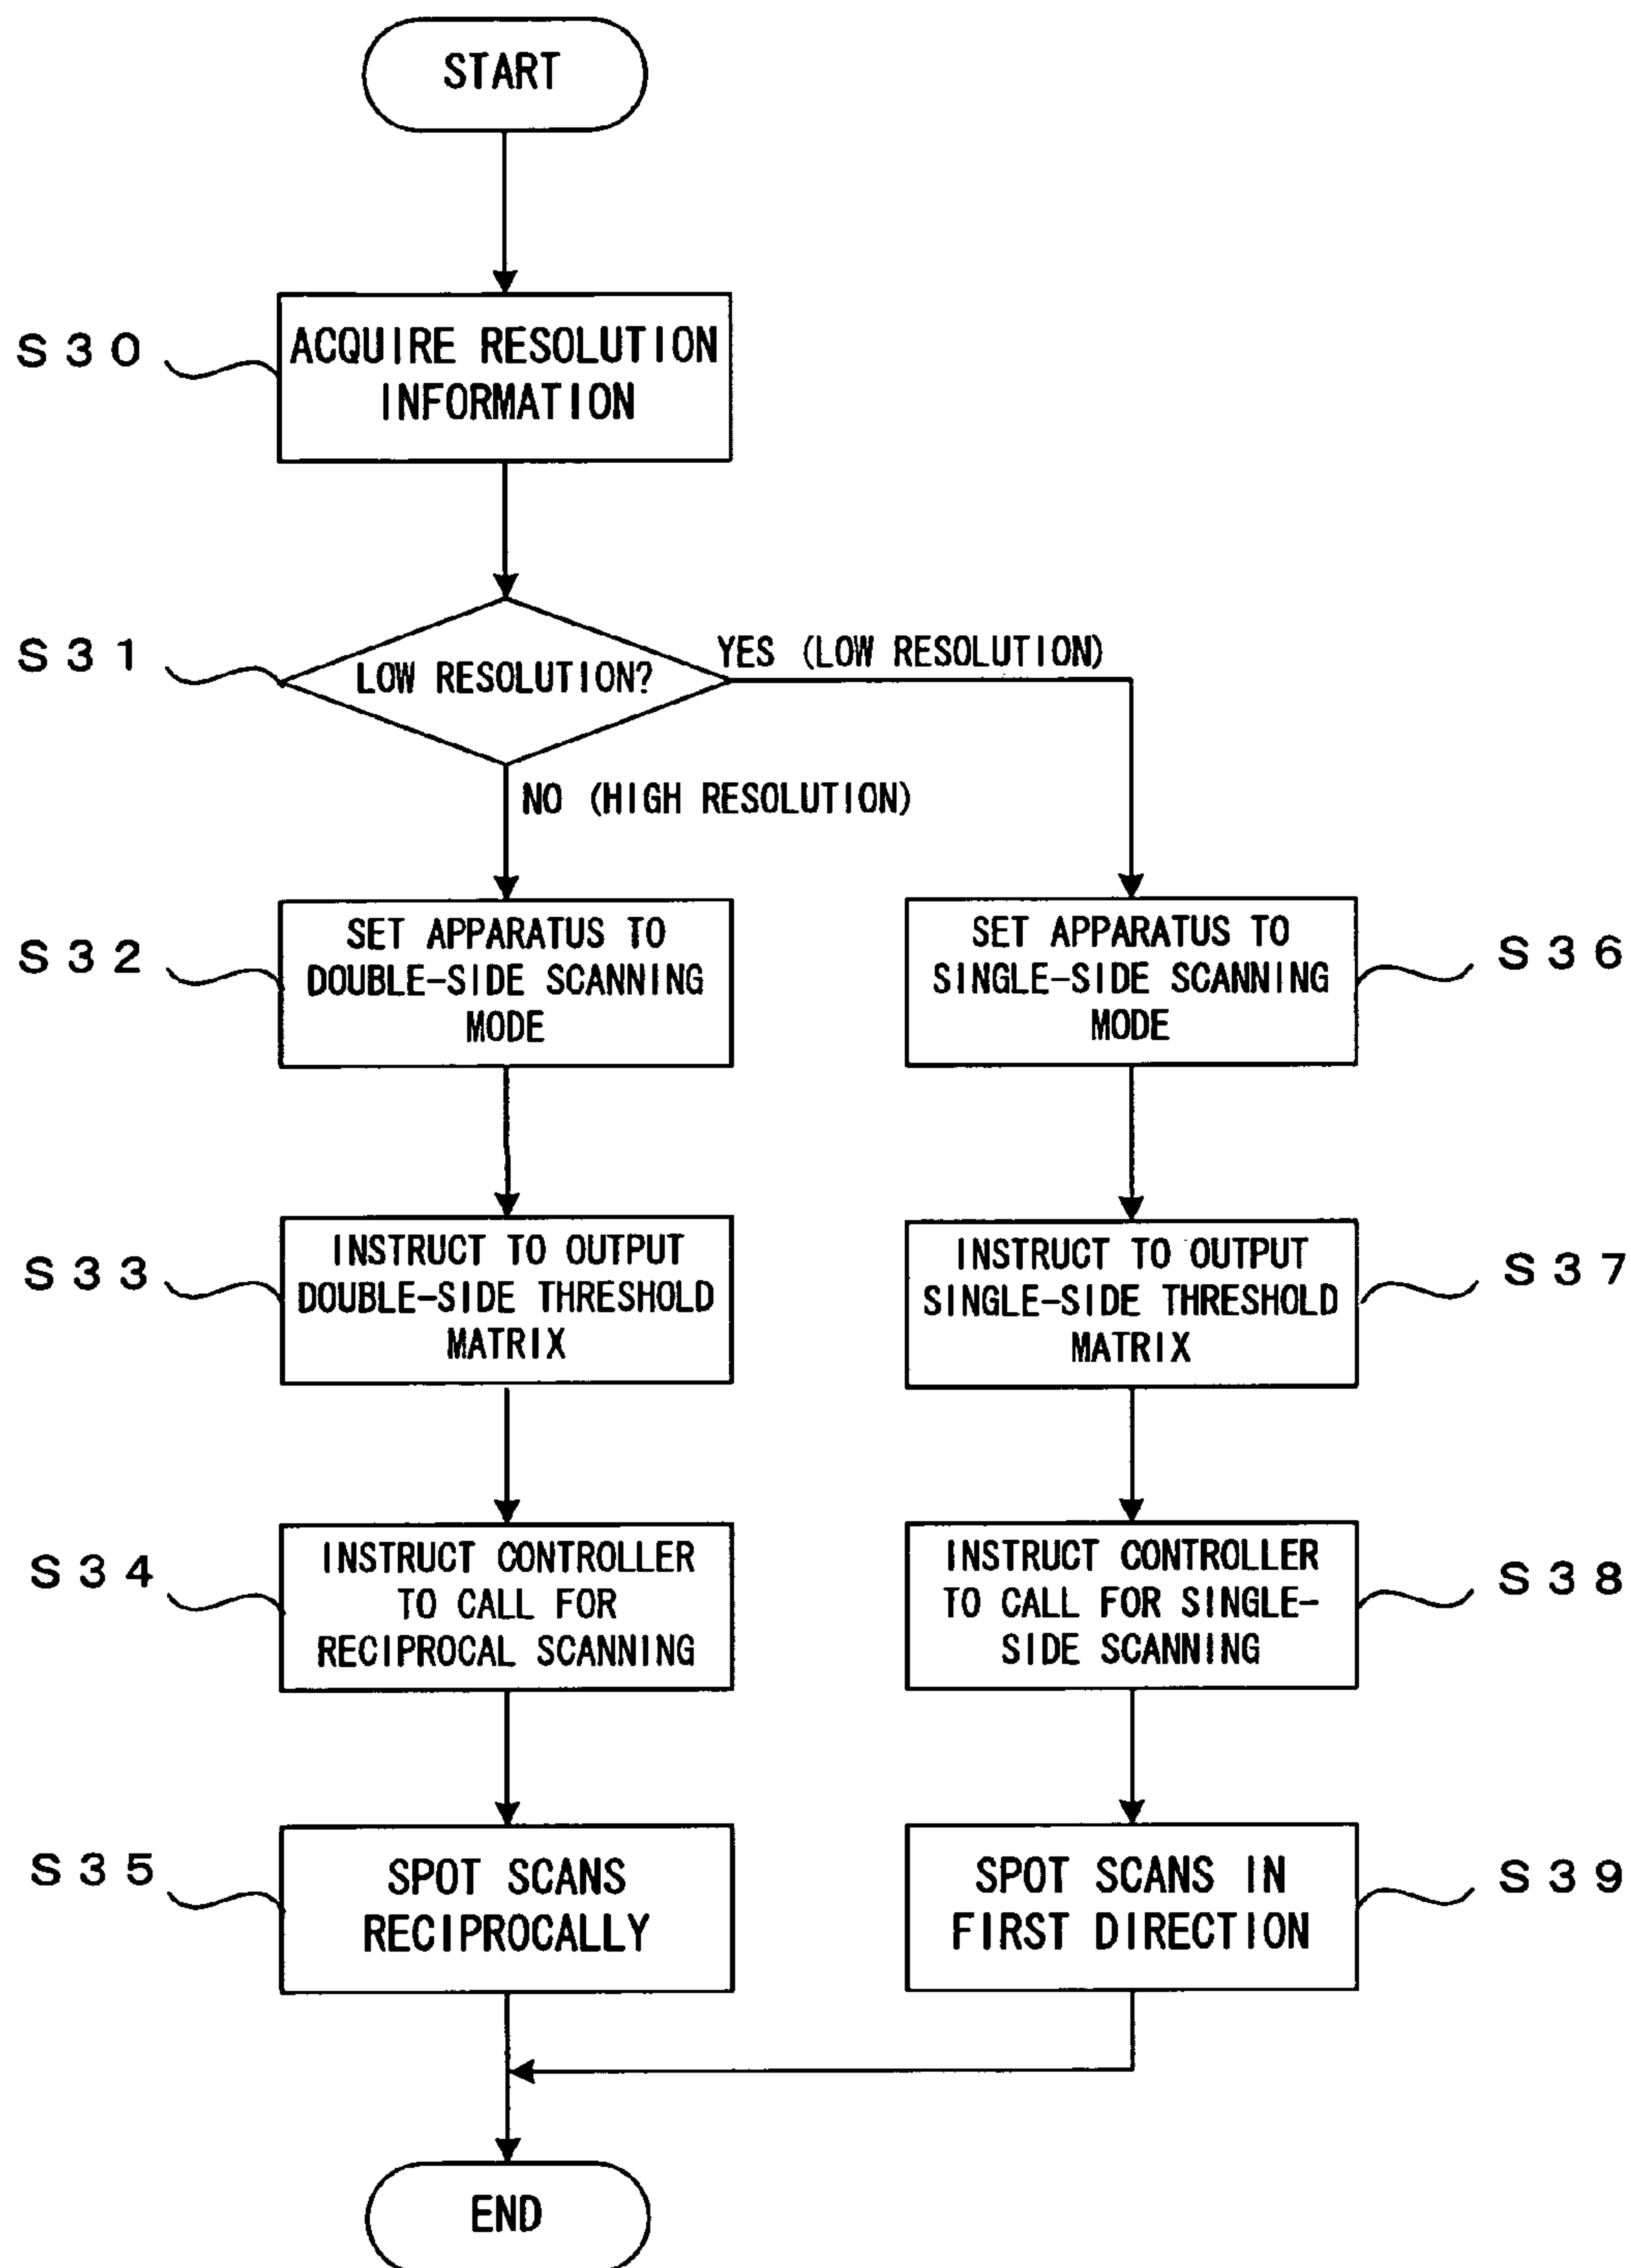 START
S30
ACQUIRE RESOLUTION
INFORMATION
S31
LOW RESOLUTION?
YES (LOW RESOLUTION)
NO (HIGH RESOLUTION)
S32
SET APPARATUS TO
DOUBLE-SIDE SCANNING
MODE
SET APPARATUS TO
SINGLE-SIDE SCANNING
MODE
S36
S33
INSTRUCT TO OUTPUT
DOUBLE-SIDE THRESHOLD
MATRIX
INSTRUCT TO OUTPUT
SINGLE-SIDE THRESHOLD
MATRIX
S37
S34
INSTRUCT CONTROLLER
TO CALL FOR
RECIPROCAL SCANNING
INSTRUCT CONTROLLER
TO CALL FOR SINGLE-
SIDE SCANNING
S38
S35
SPOT SCANS
RECIPROCALLY
SPOT SCANS IN
FIRST DIRECTION
S39
END